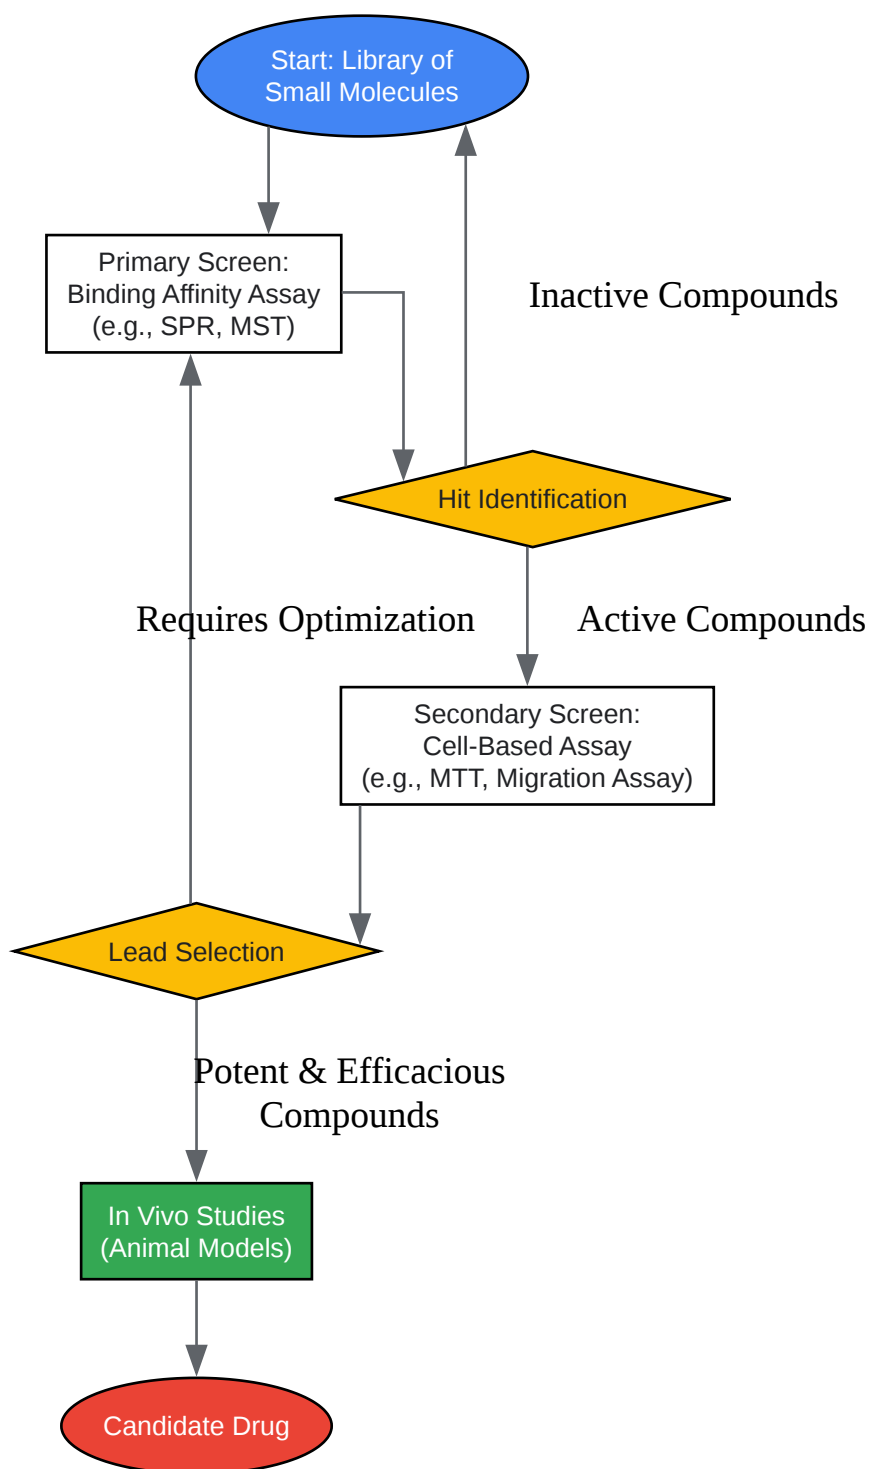 Start: Library of
Small Molecules
Primary Screen:
Binding Affinity Assay
(e.g., SPR, MST)
Inactive Compounds
Hit Identification
Requires Optimization
Active Compounds
Secondary Screen:
Cell-Based Assay
(e.g., MTT, Migration Assay)
Lead Selection
Potent & Efficacious
Compounds
In Vivo Studies
(Animal Models)
Candidate Drug